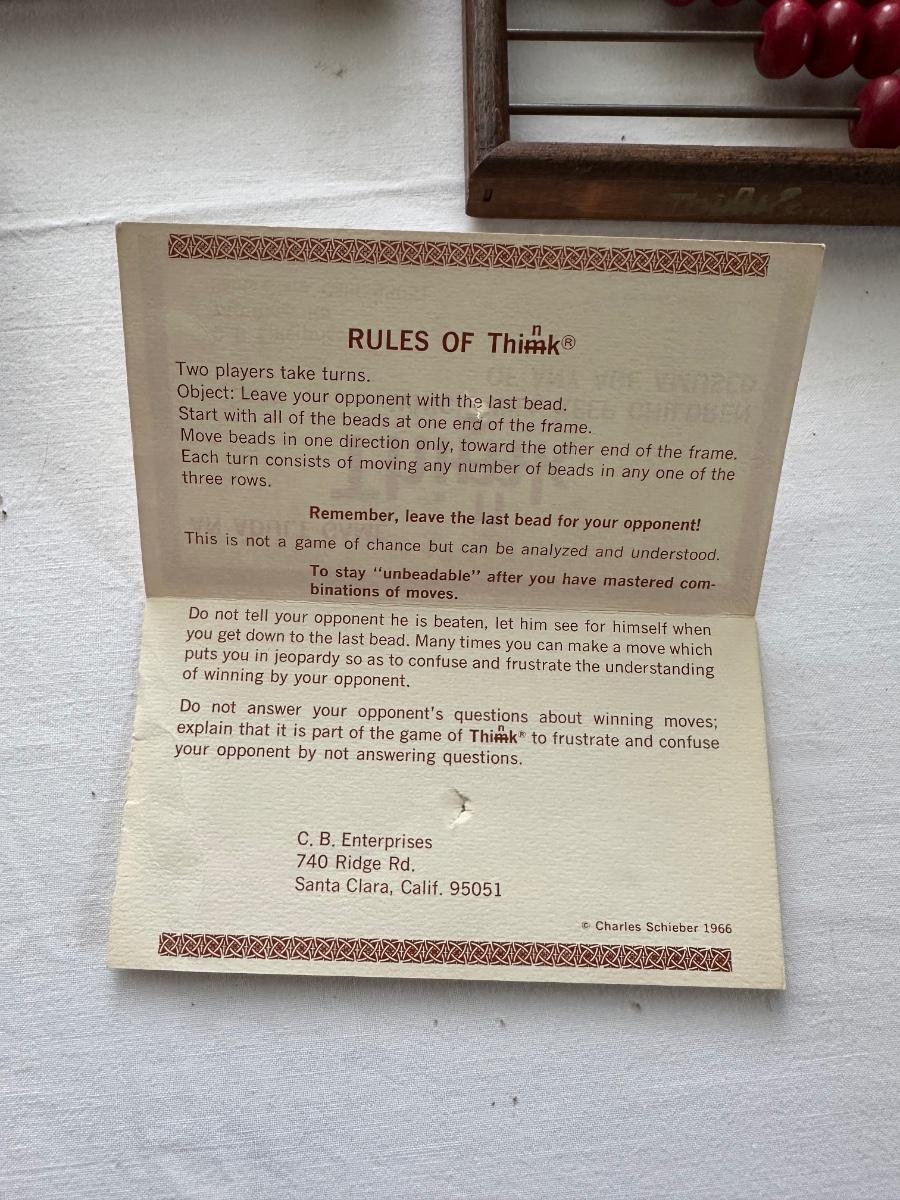 RULES OF Thimk®
n
Two players take turns.
Object: Leave your opponent with the last bead.
Start with all of the beads at one end of the frame.
Move beads in one direction only, toward the other end of the frame.
Each turn consists of moving any number of beads in any one of the
three rows.
Remember, leave the last bead for your opponent!
This is not a game of chance but can be analyzed and understood.
To stay “unbeadable” after you have mastered com-
binations of moves.
Do not tell your opponent he is beaten, let him see for himself when
you get down to the last bead. Many times you can make a move which
puts you in jeopardy so as to confuse and frustrate the understanding
of winning by your opponent.
Do not answer your opponent’s questions about winning moves;
explain that it is part of the game of Thimk® to frustrate and confuse
n
your opponent by not answering questions.
C. B. Enterprises
740 Ridge Rd.
Santa Clara, Calif. 95051
© Charles Schieber 1966